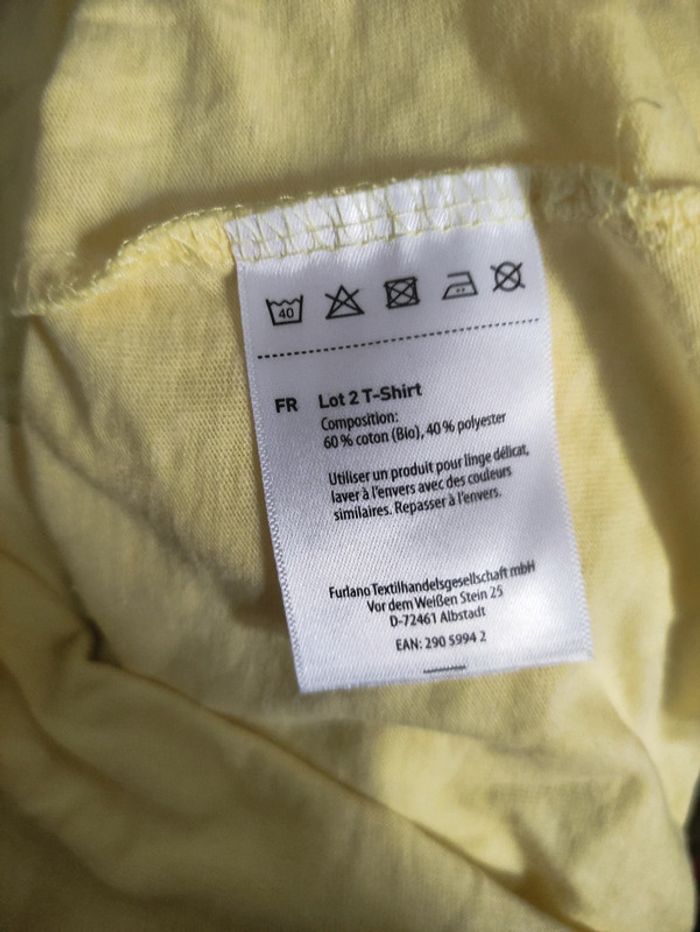 40
FR Lot 2 T-Shirt
Composition:
60 % coton (Bio), 40 % polyester
Utiliser un produit pour linge délicat,
laver à l'envers avec des couleurs
similaires. Repasser à l'envers.
Furlano Textilhandelsgesellschaft mbH
Vor dem Weißen Stein 25
D-72461 Albstadt
EAN: 290 5994 2